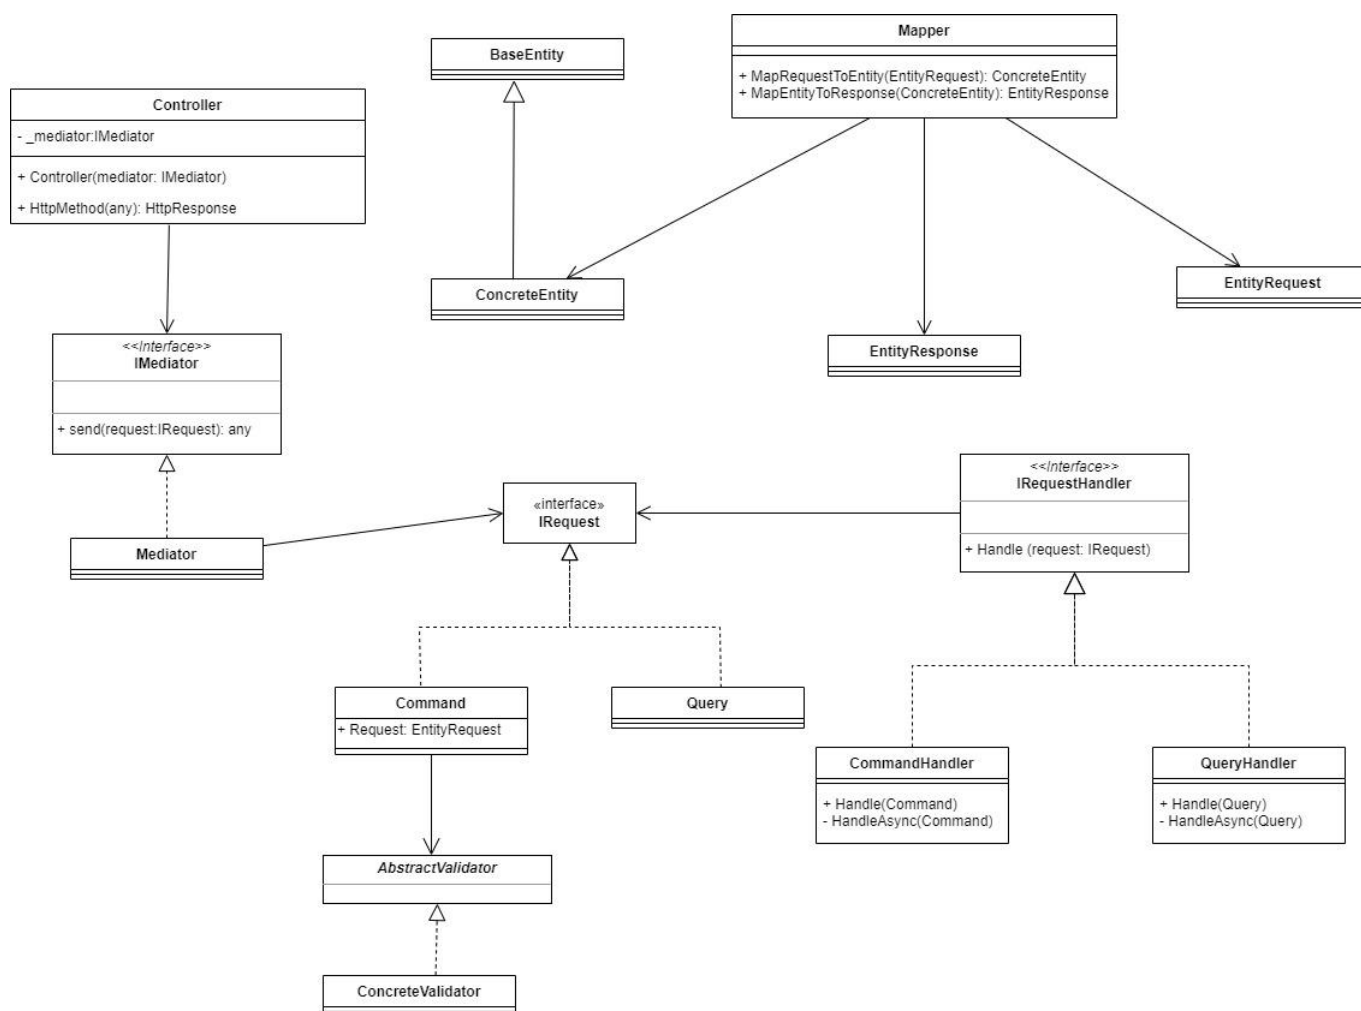 Mapper
+ MapRequestToEntity(EntityRequest): ConcreteEntity
+ MapEntityToResponse(ConcreteEntity): EntityResponse
BaseEntity
Controller
- _mediator:IMediator
+ Controller(mediator: IMediator)
+ HttpMethod(any): HttpResponse
ConcreteEntity
EntityRequest
EntityResponse
<<Interface>>
IMediator
+ send(request:IRequest): any
Mediator
«interface»
IRequest
<<Interface>>
IRequestHandler
+ Handle (request: IRequest)
Command
+ Request: EntityRequest
Query
CommandHandler
+ Handle(Command)
- HandleAsync(Command)
QueryHandler
+ Handle(Query)
- HandleAsync(Query)
AbstractValidator
ConcreteValidator